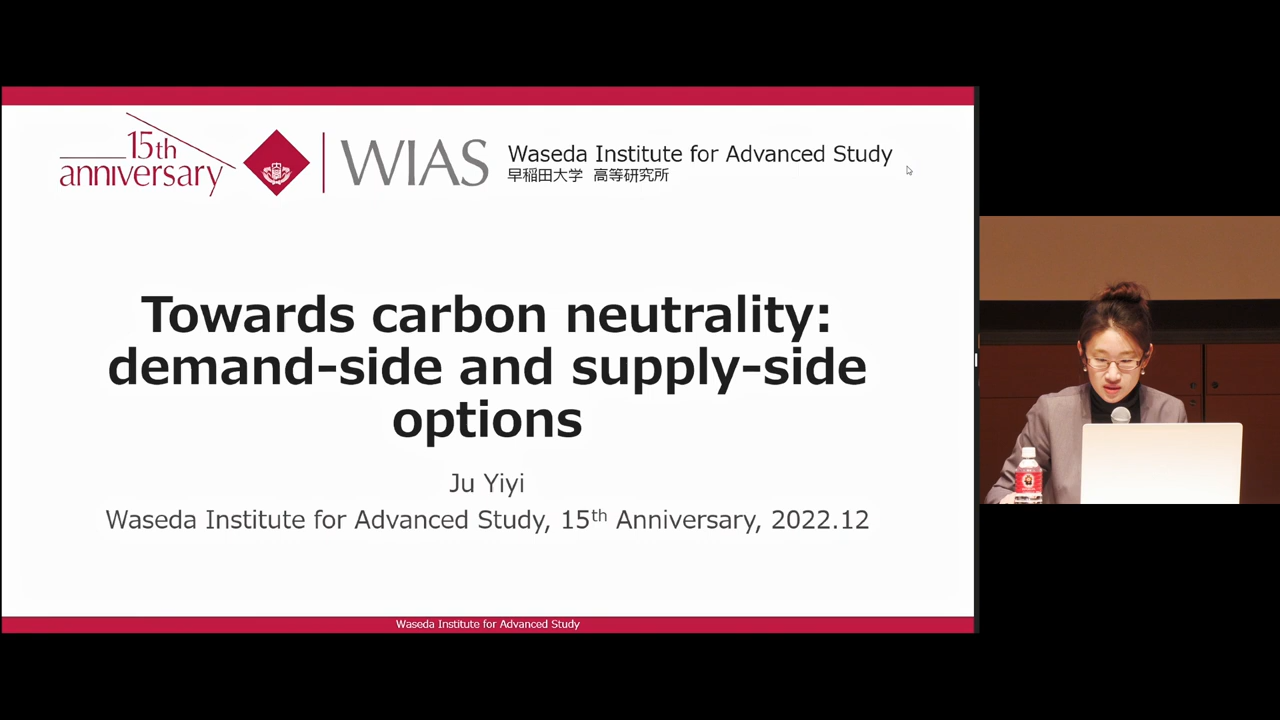 15th
anniversary
WIAS
Waseda Institute for Advanced Study
早稲田大学 高等研究所
Towards carbon neutrality:
demand-side and supply-side
options
Ju Yiyi
Waseda Institute for Advanced Study, 15th Anniversary, 2022.12
Waseda Institute for Advanced Study